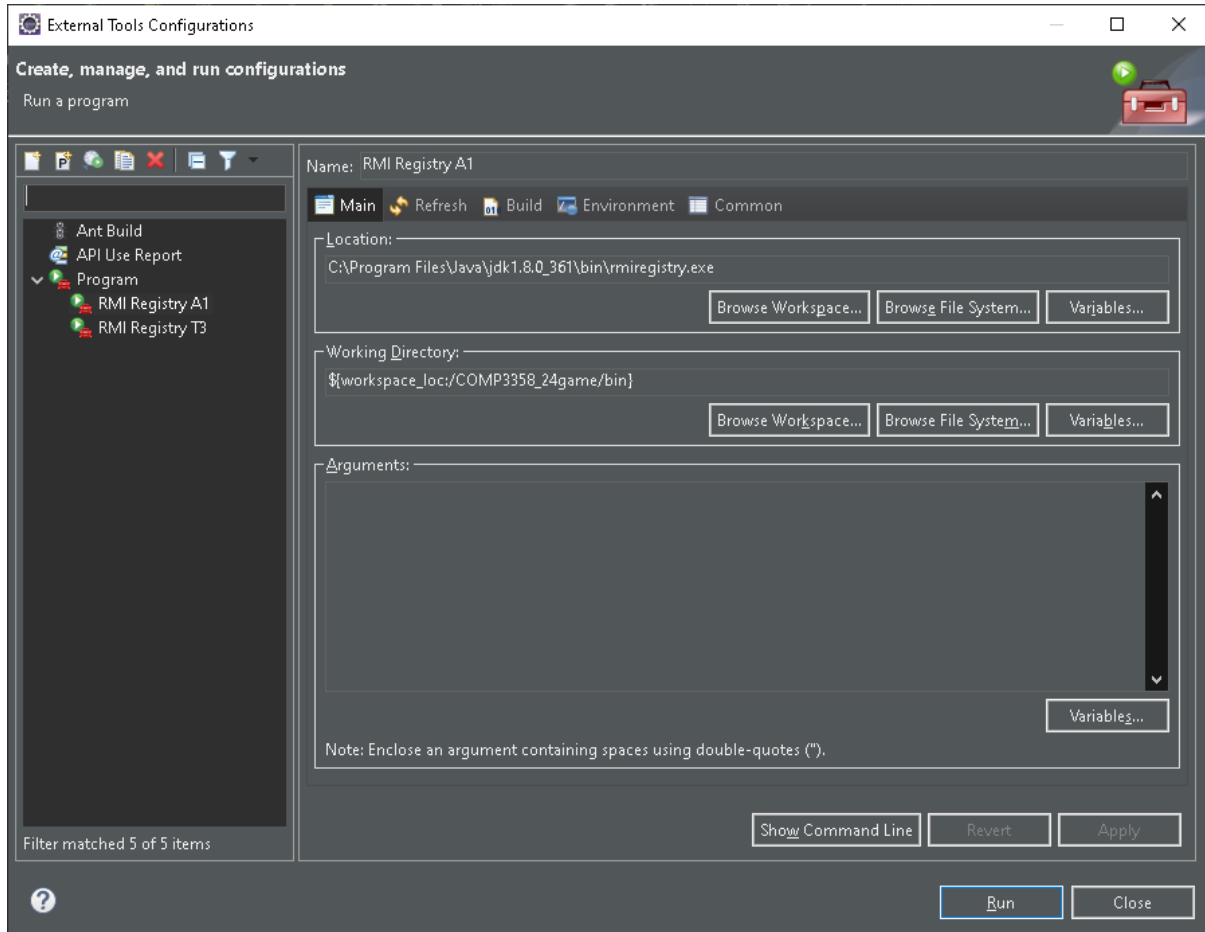 External Tools Configurations
Create, manage, and run configurations
Run a program
Name: RMI Registry A1
Main Refresh Build Environment Common
Ant Build
API Use Report
Program
RMI Registry A1
RMI Registry T3
Filter matched 5 of 5 items
Location:
C:\Program Files\Java\jdk1.8.0_361\bin\rmiregistry.exe
Browse Workspace... Browse File System... Variables...
Working Directory:
${workspace_loc:/COMP3358_24game/bin}
Browse Workspace... Browse File System... Variables...
Arguments:
Variables...
Note: Enclose an argument containing spaces using double-quotes (").
Show Command Line Revert Apply
Run Close